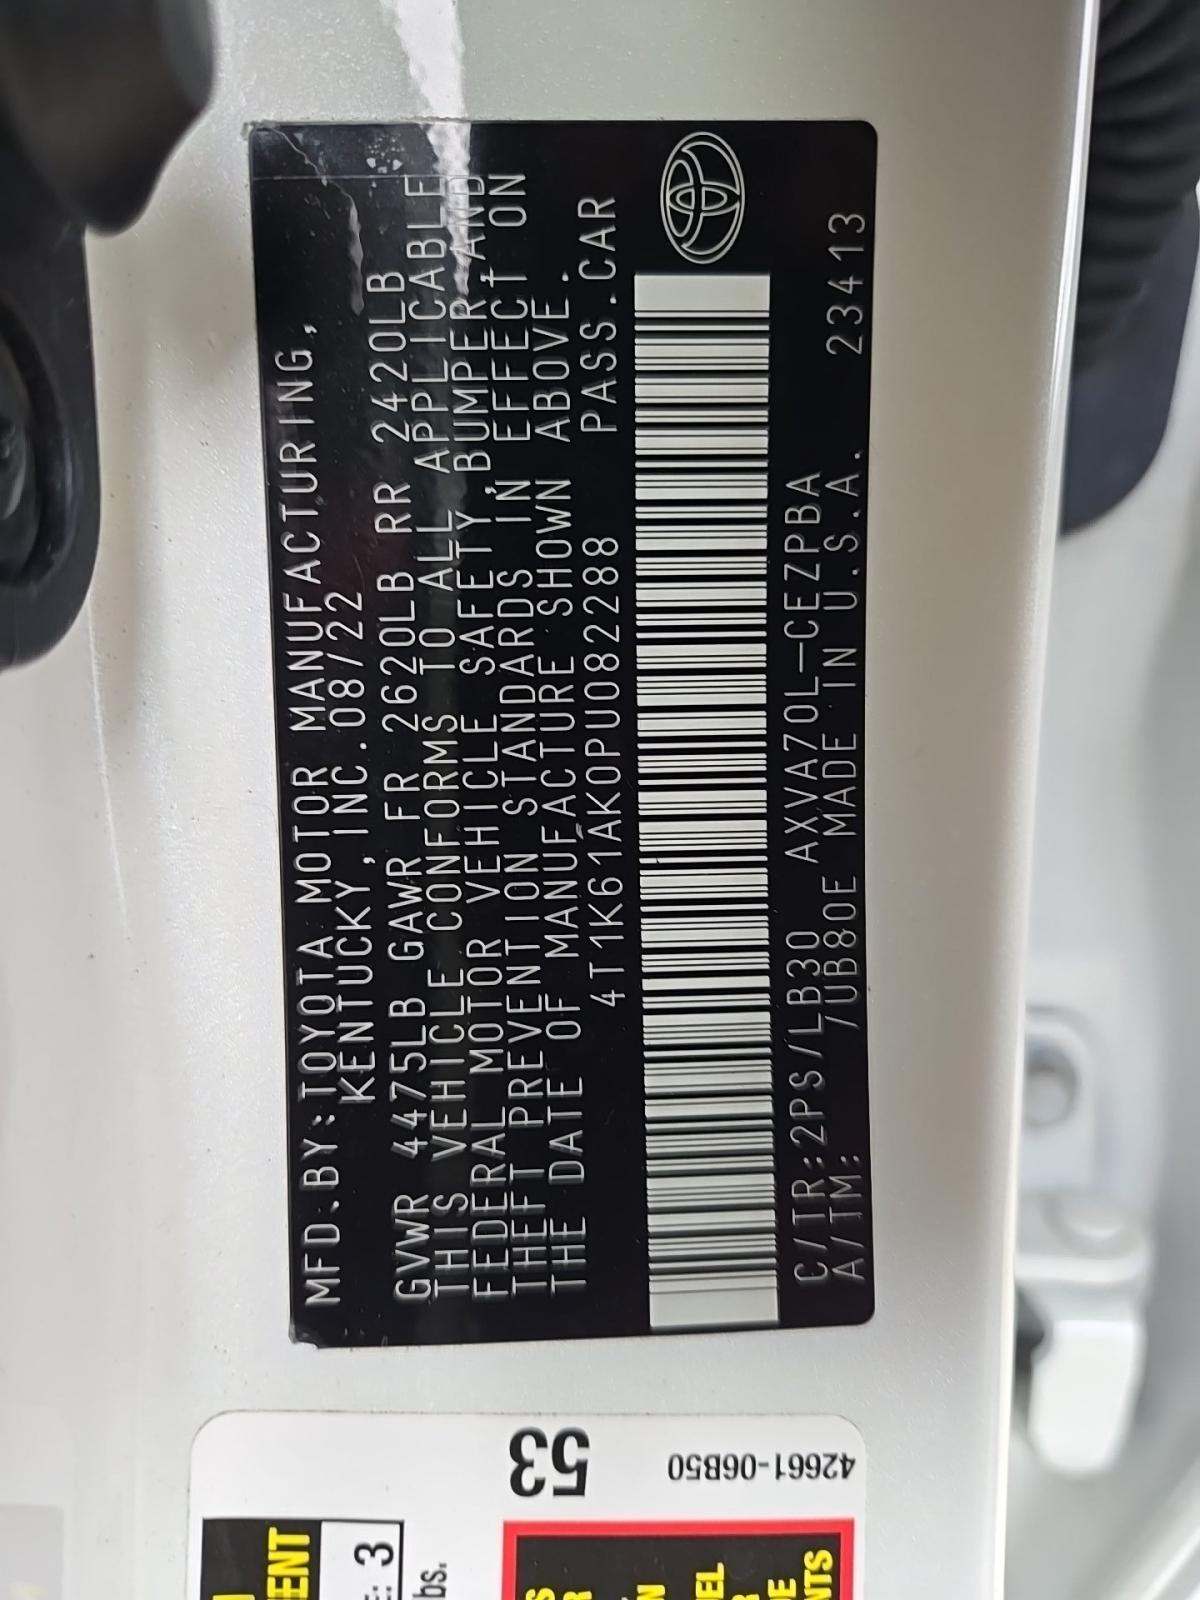 MFD.BY:TOYOTA MOTOR MANUFACTURING,
KENTUCKY,INC.08/22
GVWR 4475LB GAWR FR 2620LB RR 2420LB
THIS VEHICLE CONFORMS TO ALL APPLICABLE
FEDERAL MOTOR VEHICLE SAFETY,BUMPER,AND
THEFT PREVENTION STANDARDS IN EFFECT ON
THE DATE OF MANUFACTURE SHOWN ABOVE.
4T1K61AK0PU082288 PASS.CAR
C/TR:2PS/LB30 AXVA70L-CEZPBA
A/TM: /UB80E MADE IN U.S.A. 23413
53
42661-06B50
3